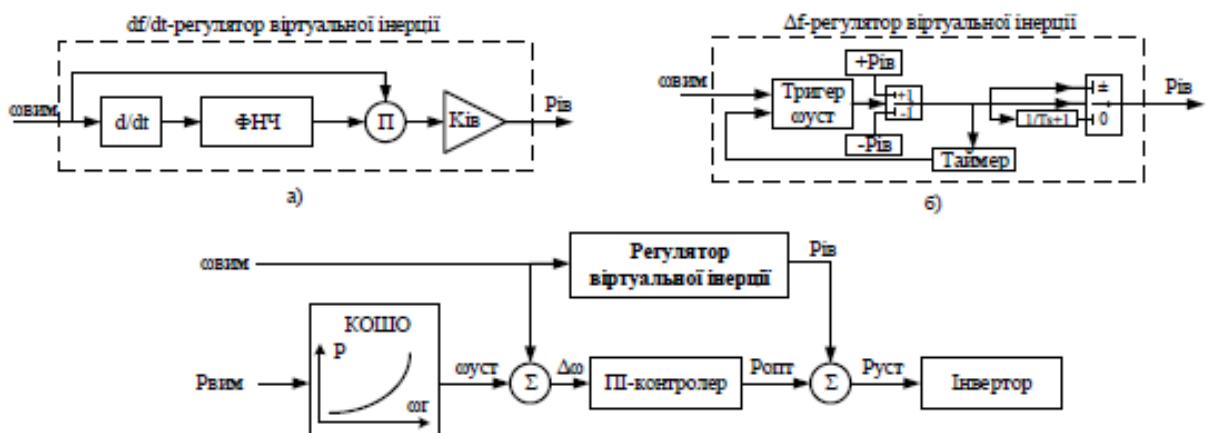 df/dt-регулятор віртуальної інерції
ωвим
d/dt
ФНЧ
П
Ків
Рів
а)
Δf-регулятор віртуальної інерції
ωвим
Тригер
ωуст
+Рів
+1
-1
-Рів
Таймер
1/Ts+1
±
0
Рів
б)
ωвим
Регулятор
віртуальної інерції
Рів
Рвим
КОШО
P
ωг
ωуст
Σ
Δω
ПІ-контролер
Ропт
Σ
Руст
Інвертор